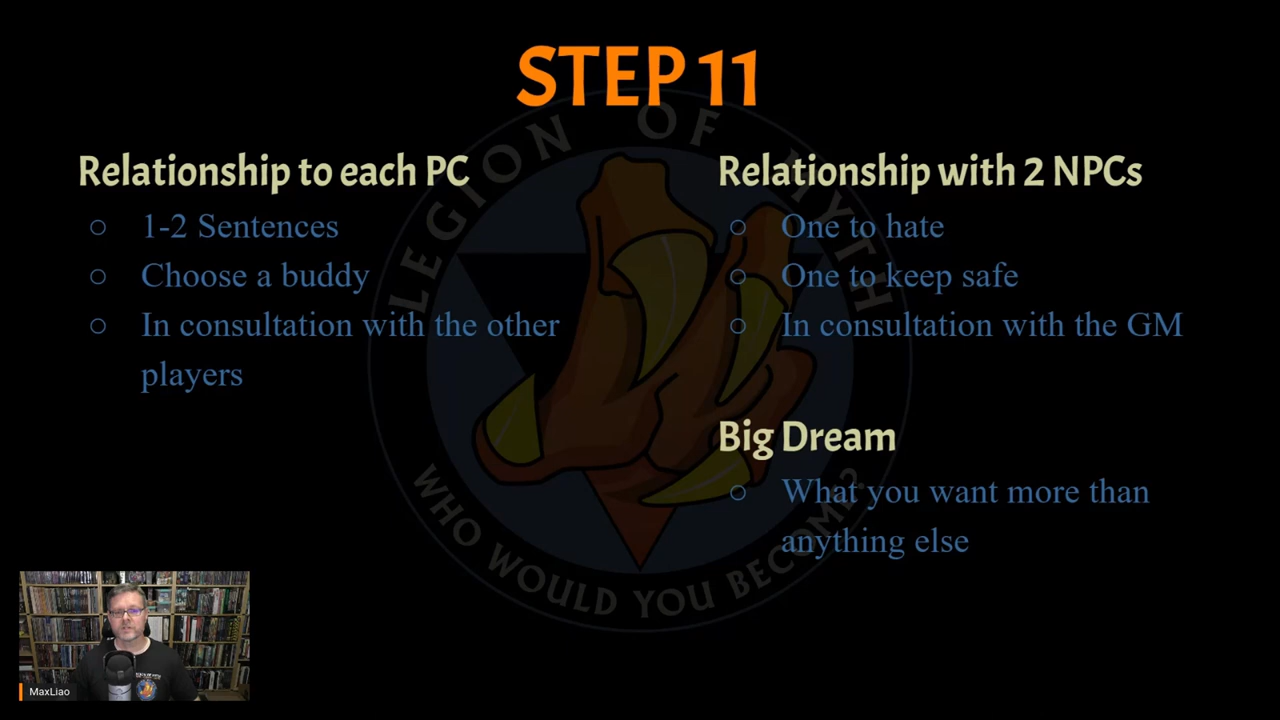 STEP 11
Relationship to each PC
○ 1-2 Sentences
○ Choose a buddy
○ In consultation with the other
players
Relationship with 2 NPCs
○ One to hate
○ One to keep safe
○ In consultation with the GM
Big Dream
○ What you want more than
anything else
LEGION OF MYTH
WHO WOULD YOU BECOME?
MaxLiao